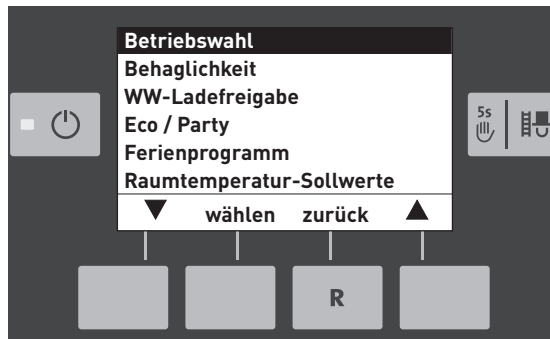 Betriebswahl
Behaglichkeit
WW-Ladefreigabe
Eco / Party
Ferienprogramm
Raumtemperatur-Sollwerte
▼ wählen zurück ▲
5s
R